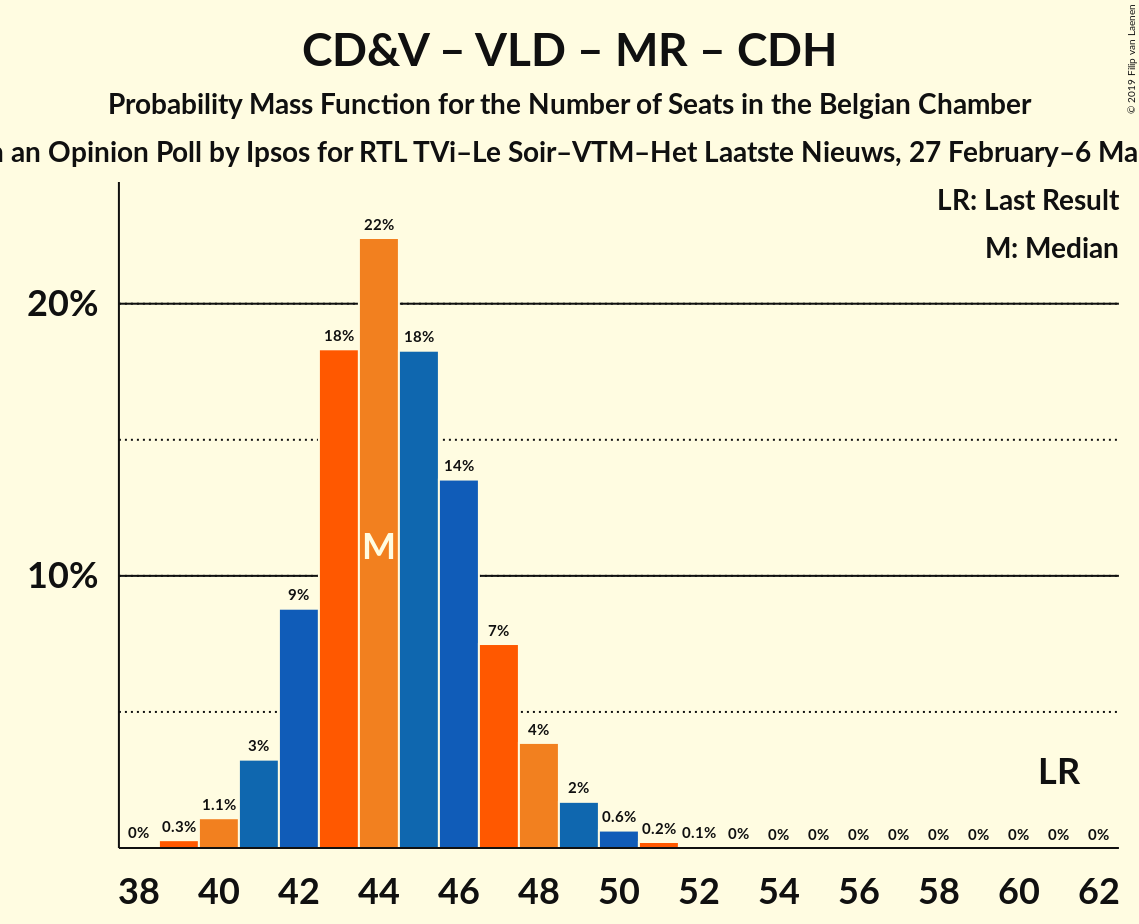 CD&V – VLD – MR – CDH
Probability Mass Function for the Number of Seats in the Belgian Chamber
an Opinion Poll by Ipsos for RTL TVi–Le Soir–VTM–Het Laatste Nieuws, 27 February–6 Ma
© 2019 Filip van Laenen
LR: Last Result
M: Median
22%
20%
18% 18%
14%
M
10%
9%
7%
4%
3%
LR
2%
0% 0.3% 1.1% 0.6% 0.2% 0.1% 0% 0% 0% 0% 0% 0% 0% 0% 0% 0%
38 40 42 44 46 48 50 52 54 56 58 60 62